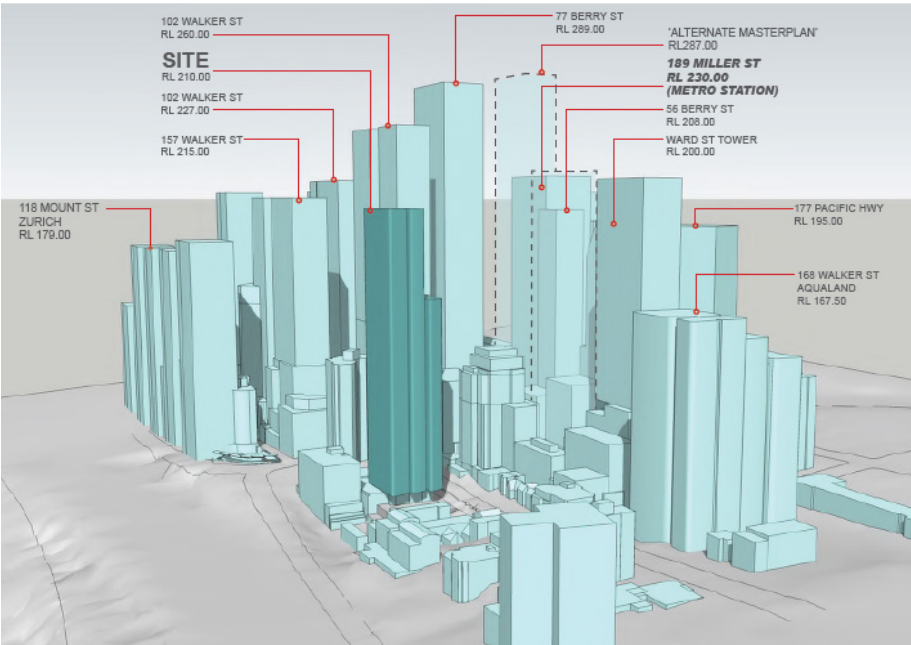 102 WALKER ST
RL 260.00
SITE
RL 210.00
102 WALKER ST
RL 227.00
157 WALKER ST
RL 215.00
118 MOUNT ST
ZURICH
RL 179.00
77 BERRY ST
RL 289.00
'ALTERNATE MASTERPLAN'
RL287.00
189 MILLER ST
RL 230.00
(METRO STATION)
56 BERRY ST
RL 208.00
WARD ST TOWER
RL 200.00
177 PACIFIC HWY
RL 195.00
168 WALKER ST
AQUALAND
RL 167.50